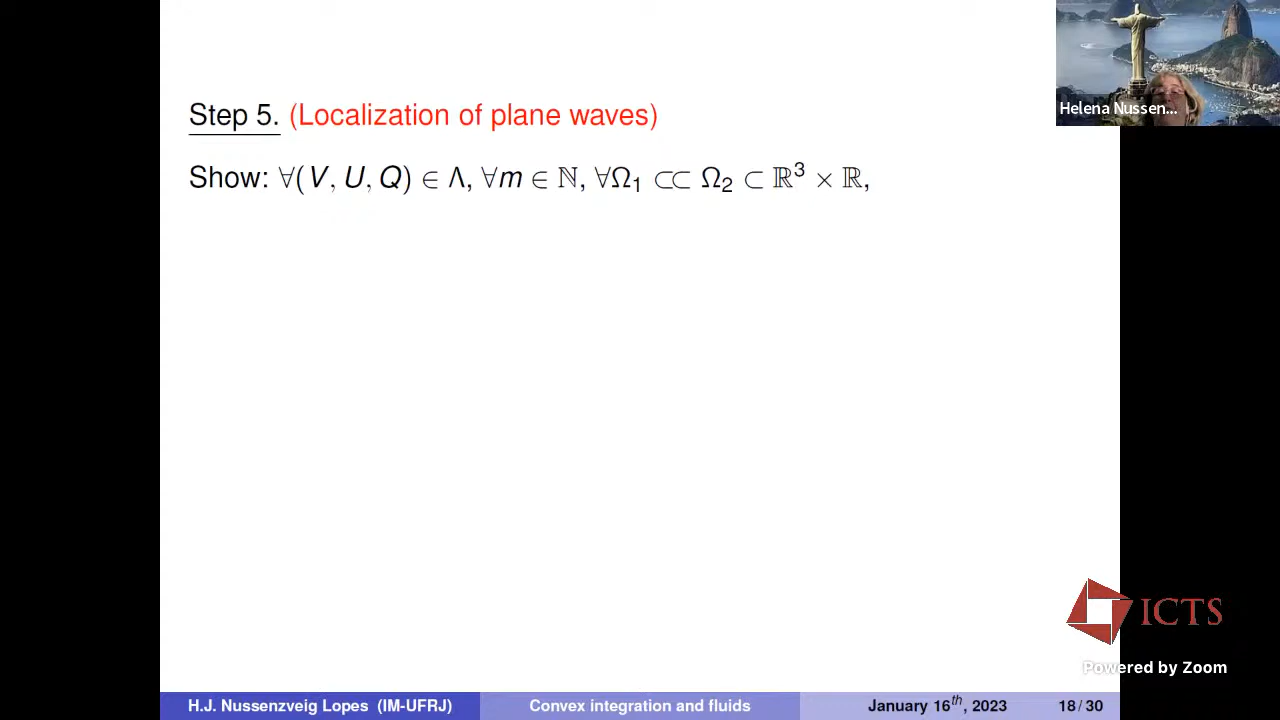 Helena Nussen...
Step 5. (Localization of plane waves)
Show: ∀(V, U, Q) ∈ Λ, ∀m ∈ ℕ, ∀Ω₁ ⊂⊂ Ω₂ ⊂ ℝ³ × ℝ,
ICTS
Powered by Zoom
H.J. Nussenzveig Lopes (IM-UFRJ) Convex integration and fluids January 16th, 2023 18 / 30